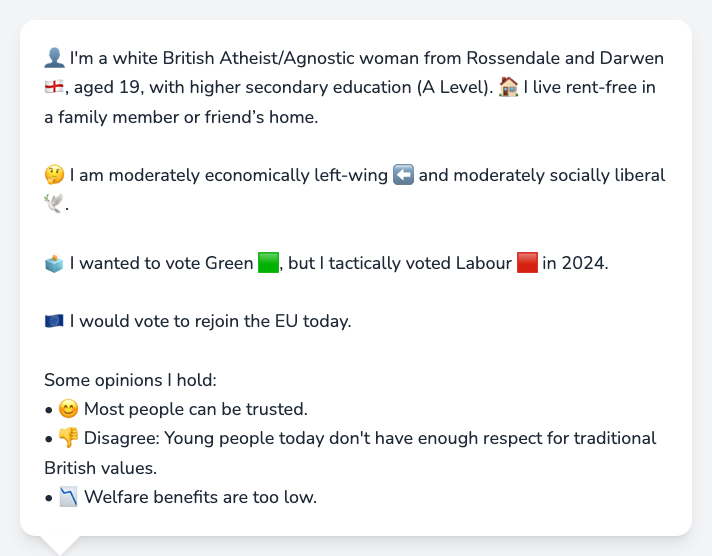 👤 I'm a white British Atheist/Agnostic woman from Rossendale and Darwen
🏴󠁧󠁢󠁥󠁮󠁧󠁿, aged 19, with higher secondary education (A Level). 🏠 I live rent-free in
a family member or friend’s home.
🤔 I am moderately economically left-wing ⬅️ and moderately socially liberal
🕊️.
🗳️ I wanted to vote Green 🟩, but I tactically voted Labour 🟥 in 2024.
🇪🇺 I would vote to rejoin the EU today.
Some opinions I hold:
• 😊 Most people can be trusted.
• 👎 Disagree: Young people today don't have enough respect for traditional
British values.
• 📉 Welfare benefits are too low.